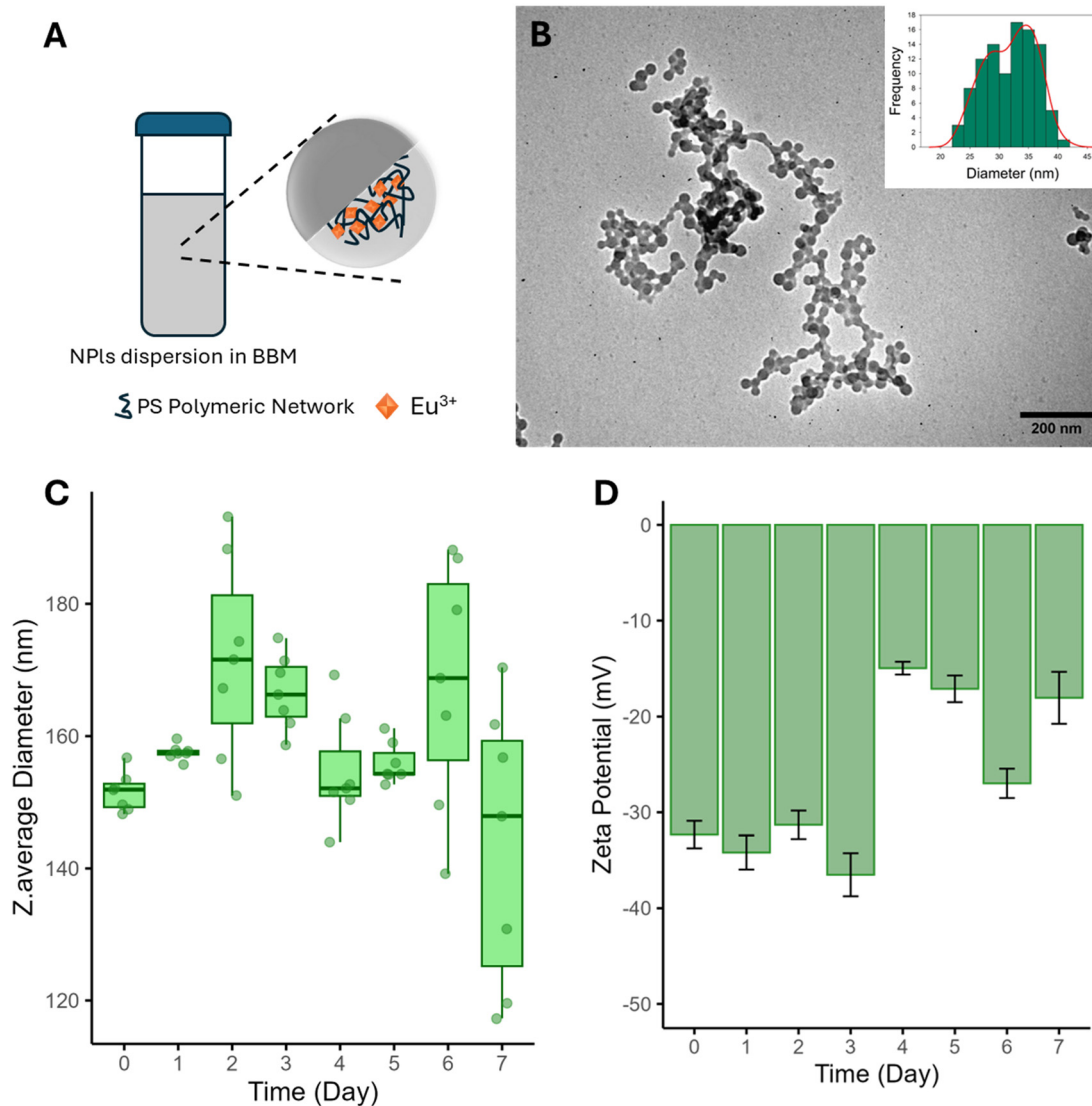 A
NPls dispersion in BBM
PS Polymeric Network
Eu³⁺
B
18
16
14
12
10
8
6
4
2
0
Frequency
20 25 30 35 40 45
Diameter (nm)
200 nm
C
180
160
140
120
Z.average Diameter (nm)
0 1 2 3 4 5 6 7
Time (Day)
D
0
-10
-20
-30
-40
-50
Zeta Potential (mV)
0 1 2 3 4 5 6 7
Time (Day)